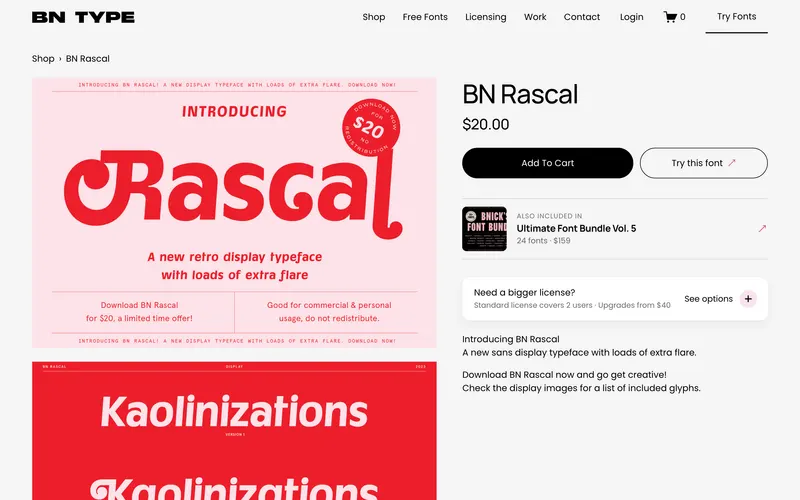 BN TYPE
Shop Free Fonts Licensing Work Contact Login 0 Try Fonts
Shop › BN Rascal
INTRODUCING BN RASCAL! A NEW DISPLAY TYPEFACE WITH LOADS OF EXTRA FLARE. DOWNLOAD NOW!
INTRODUCING
DOWNLOAD NOW
FOR
$20
NO
REDISTRIBUTION
Rascal
A new retro display typeface
with loads of extra flare
Download BN Rascal
for $20, a limited time offer!
Good for commercial & personal
usage, do not redistribute.
INTRODUCING BN RASCAL! A NEW DISPLAY TYPEFACE WITH LOADS OF EXTRA FLARE. DOWNLOAD NOW!
BN RASCAL DISPLAY 2023
Kaolinizations
VERSION 1
Kaolinizations
BN Rascal
$20.00
Add To Cart
Try this font ↗
BNICK'S
FONT BUND
ALSO INCLUDED IN
Ultimate Font Bundle Vol. 5
24 fonts · $159
↗
Need a bigger license?
Standard license covers 2 users · Upgrades from $40
See options +
Introducing BN Rascal
A new sans display typeface with loads of extra flare.
Download BN Rascal now and go get creative!
Check the display images for a list of included glyphs.